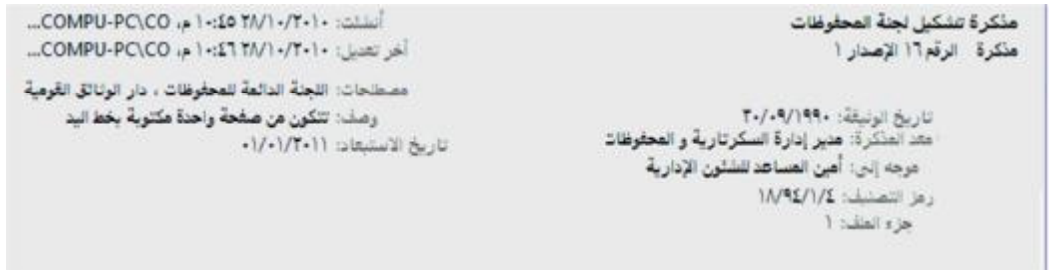 مذكرة تشكيل لجنة المحفوظات
مذكرة الرقم ١٦ الإصدار ١
تاريخ الوثيقة: ٣٠/٠٩/١٩٩٠
معد المذكرة: مدير إدارة السكرتارية و المحفوظات
موجه إلى: أمين المساعد للشئون الإدارية
رمز التصنيف: ١٨/٩٤/١/٤
جزء الملف: ١
أنشئت: ٢٨/١٠/٢٠١٠ ١٠:٤٥ م، COMPU-PC\CO...
آخر تعديل: ٢٨/١٠/٢٠١٠ ١٠:٤٦ م، COMPU-PC\CO...
مصطلحات: اللجنة الدائمة للمحفوظات ، دار الوثائق القومية
وصف: تتكون من صفحة واحدة مكتوبة بخط اليد
تاريخ الاستبعاد: ٠١/٠١/٢٠١١